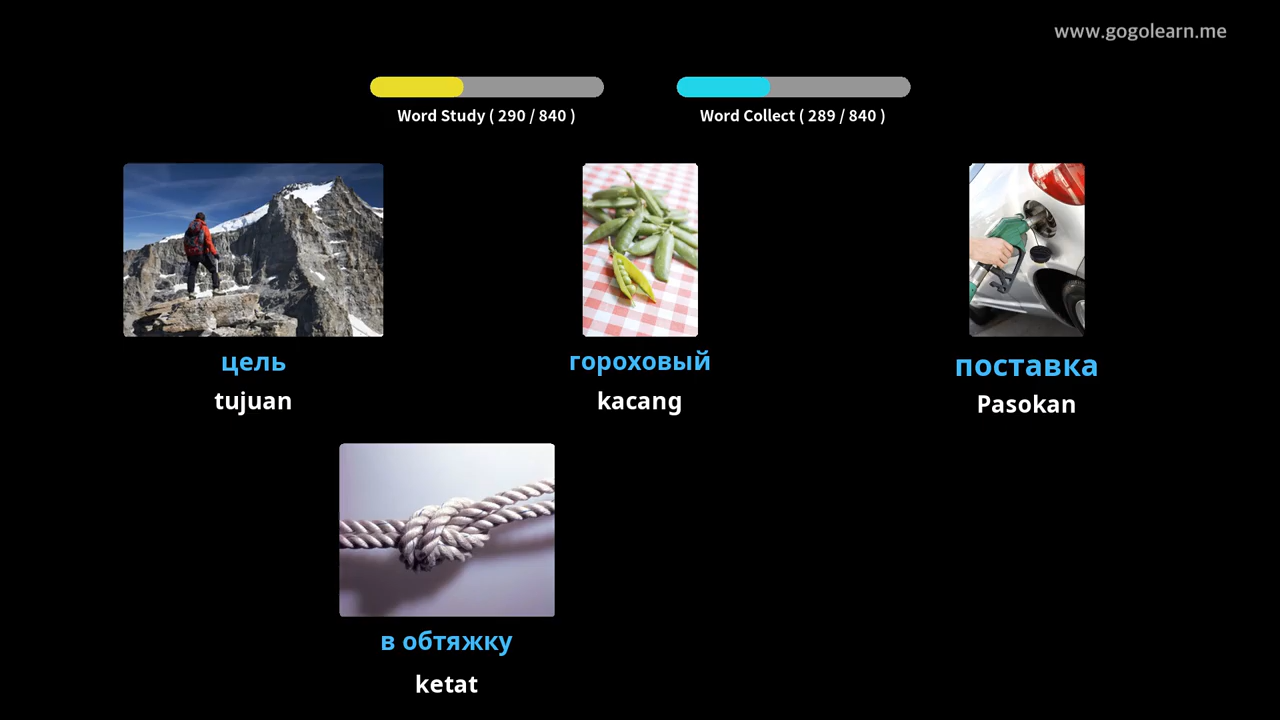 www.gogolearn.me
Word Study ( 290 / 840 )
Word Collect ( 289 / 840 )
цель
tujuan
гороховый
kacang
поставка
Pasokan
в обтяжку
ketat